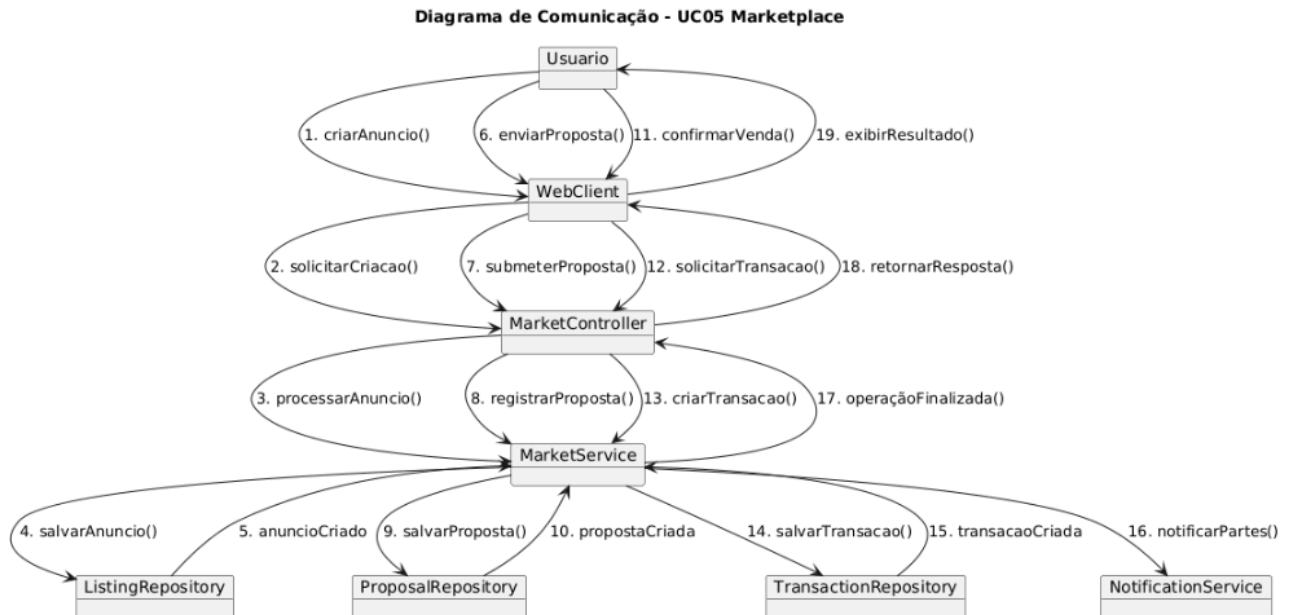 Diagrama de Comunicação - UC05 Marketplace
Usuario
1. criarAnuncio()
6. enviarProposta()
11. confirmarVenda()
19. exibirResultado()
WebClient
2. solicitarCriacao()
7. submeterProposta()
12. solicitarTransacao()
18. retornarResposta()
MarketController
3. processarAnuncio()
8. registrarProposta()
13. criarTransacao()
17. operaçãoFinalizada()
MarketService
4. salvarAnuncio()
5. anuncioCriado
9. salvarProposta()
10. propostaCriada
14. salvarTransacao()
15. transacaoCriada
16. notificarPartes()
ListingRepository
ProposalRepository
TransactionRepository
NotificationService